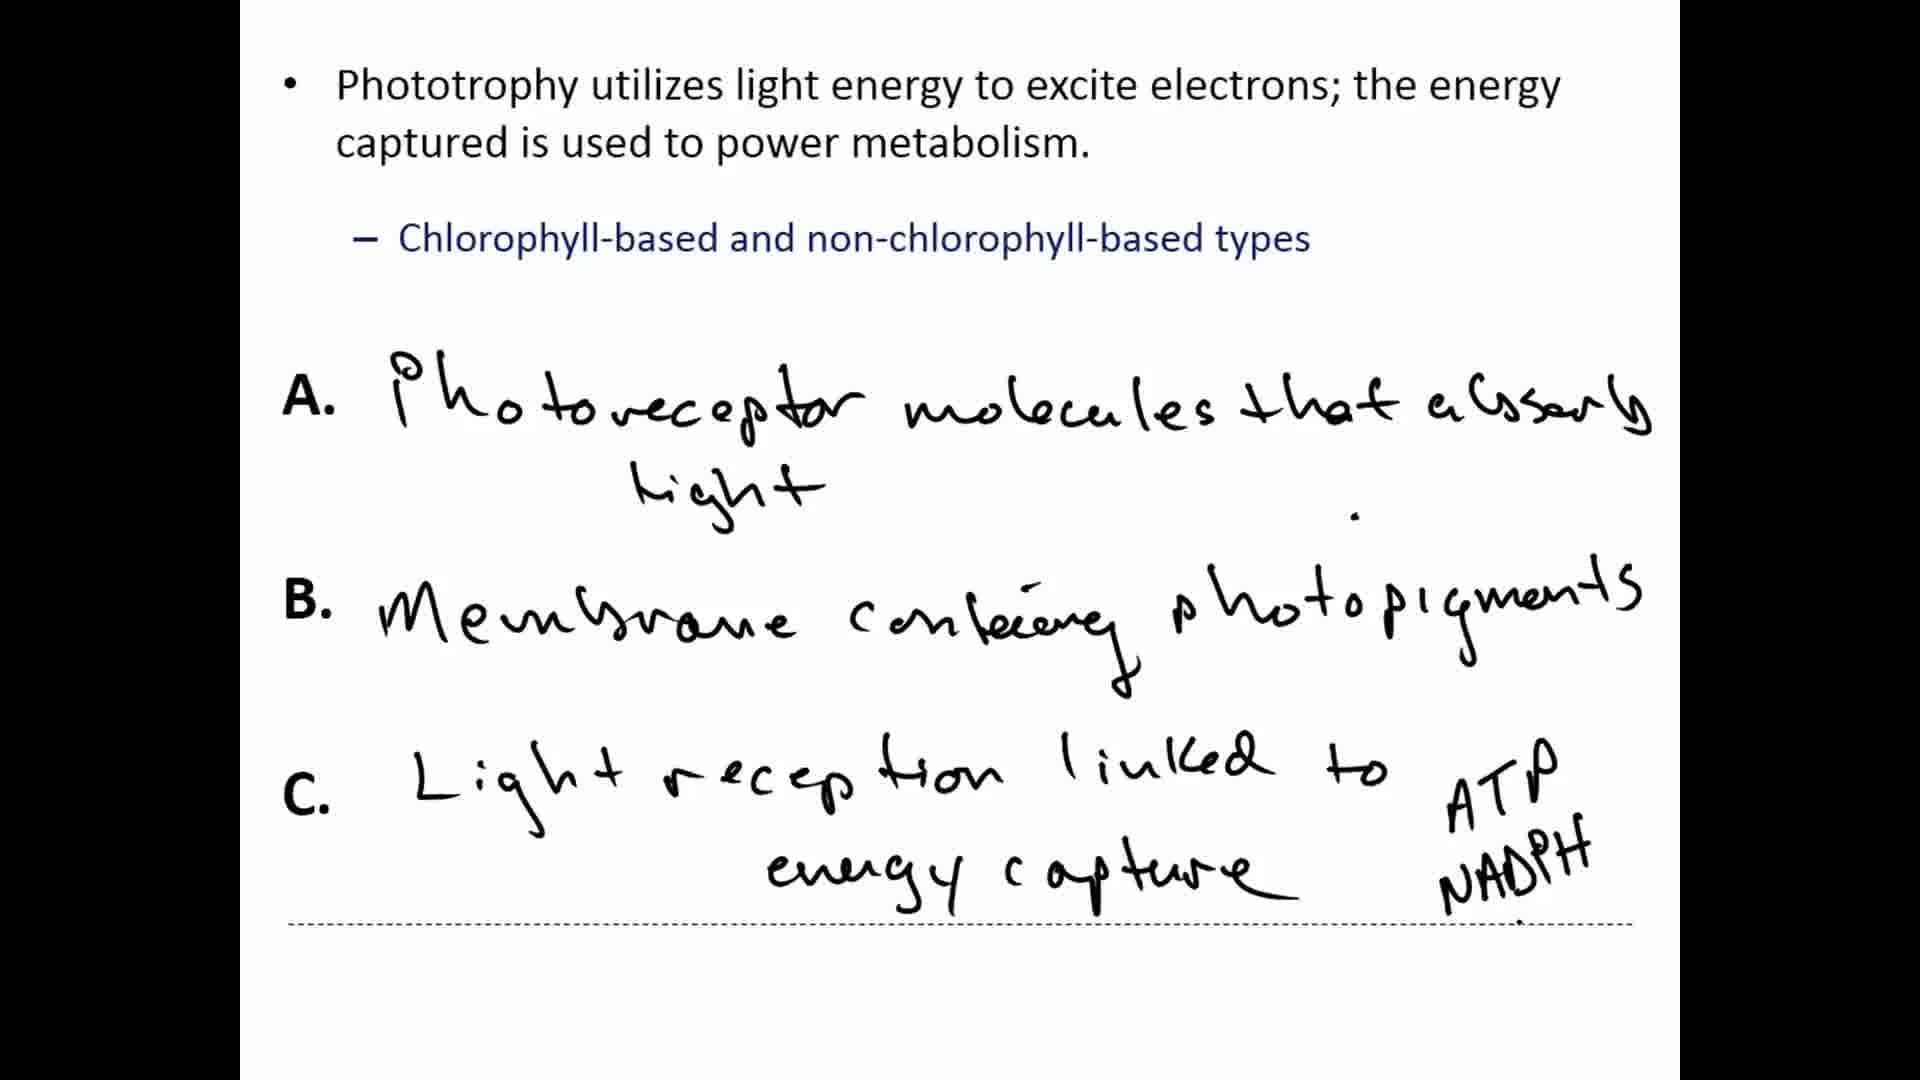 • Phototrophy utilizes light energy to excite electrons; the energy
captured is used to power metabolism.
– Chlorophyll-based and non-chlorophyll-based types
A. Photoreceptor molecules that absorb
light
B. Membrane containing photopigments
C. Light reception linked to ATP
energy capture NADPH